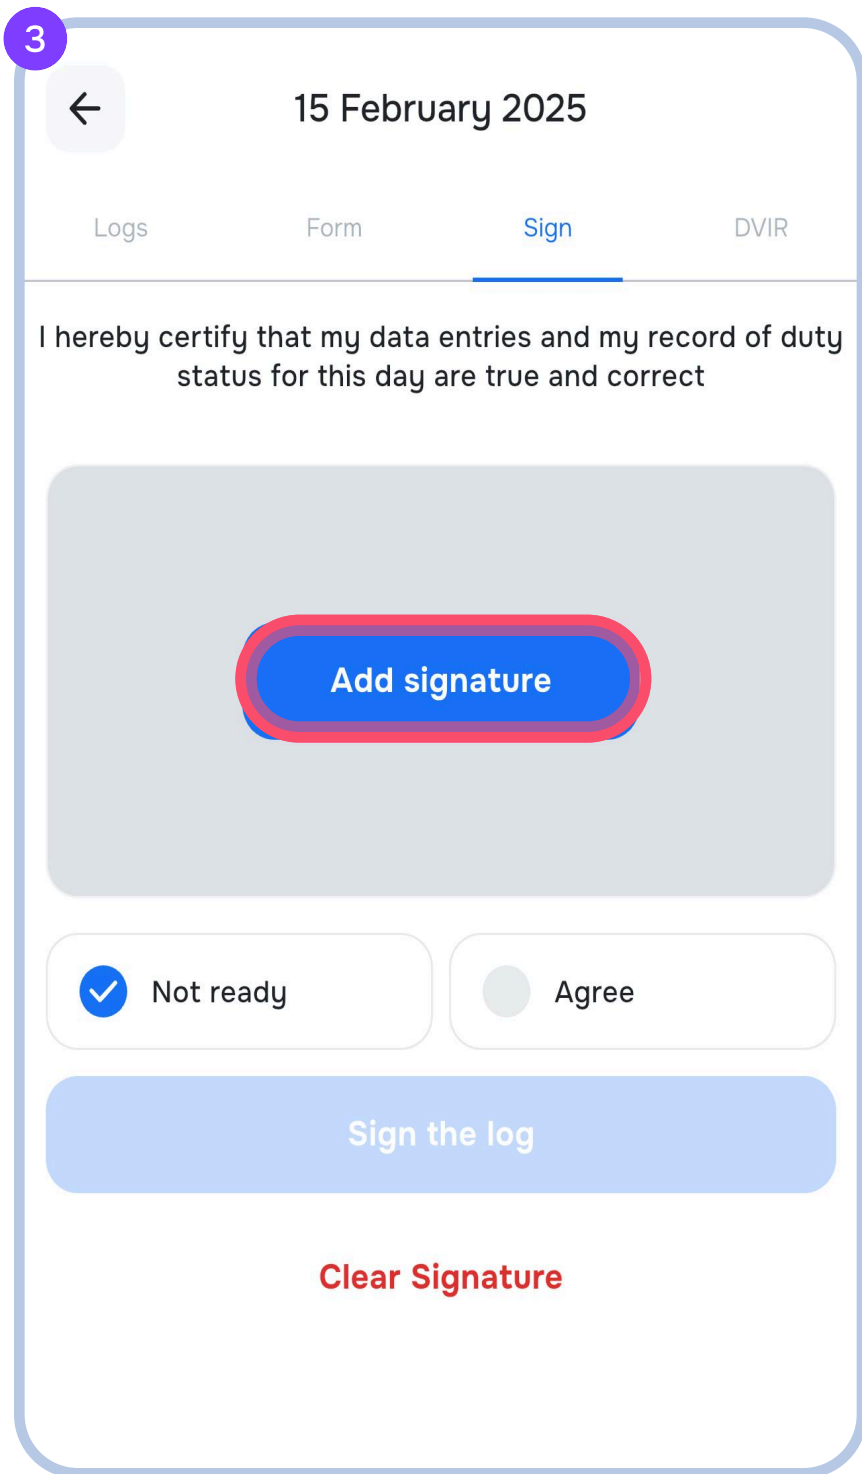 3
15 February 2025
Logs Form Sign DVIR
I hereby certify that my data entries and my record of duty
status for this day are true and correct
Add signature
Not ready Agree
Sign the log
Clear Signature